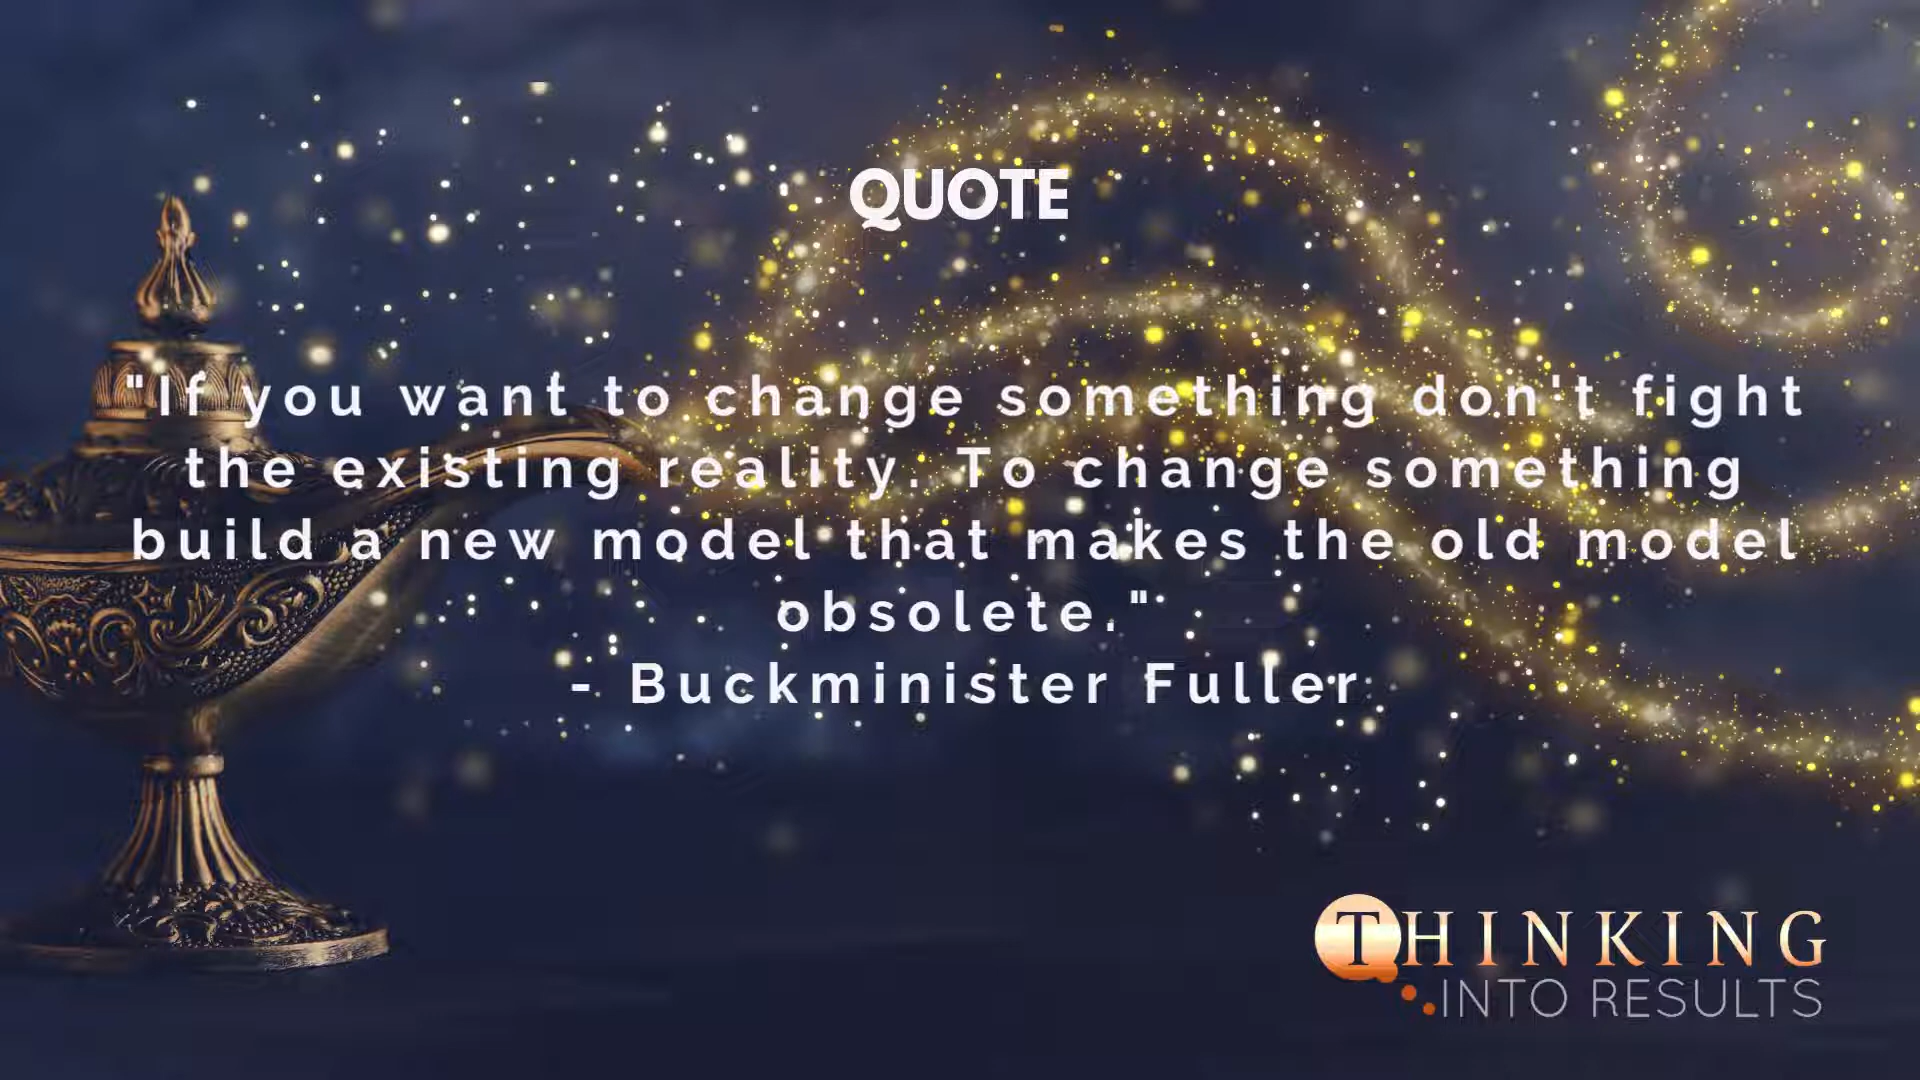 QUOTE
"If you want to change something don't fight
the existing reality. To change something
build a new model that makes the old model
obsolete."
- Buckminister Fuller
THINKING
INTO RESULTS